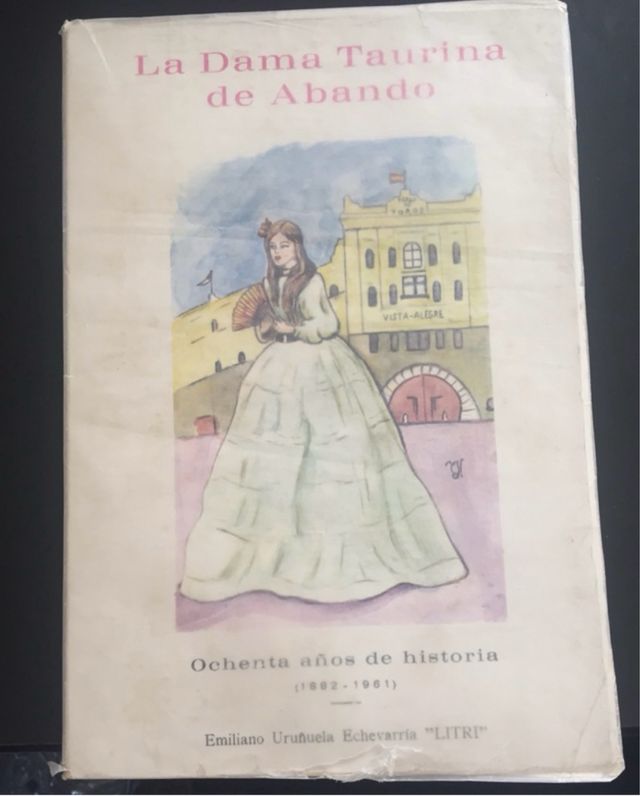 La Dama Taurina
de Abando
TOROS
VISTA-ALEGRE
Ochenta años de historia
(1882-1961)
Emiliano Uruñuela Echevarría "LITRI"